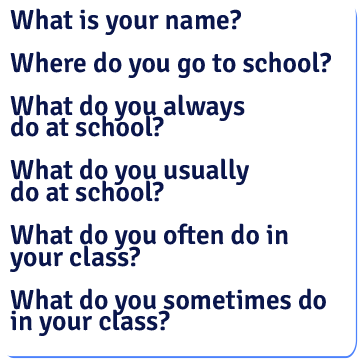 What is your name?
Where do you go to school?
What do you always
do at school?
What do you usually
do at school?
What do you often do in
your class?
What do you sometimes do
in your class?